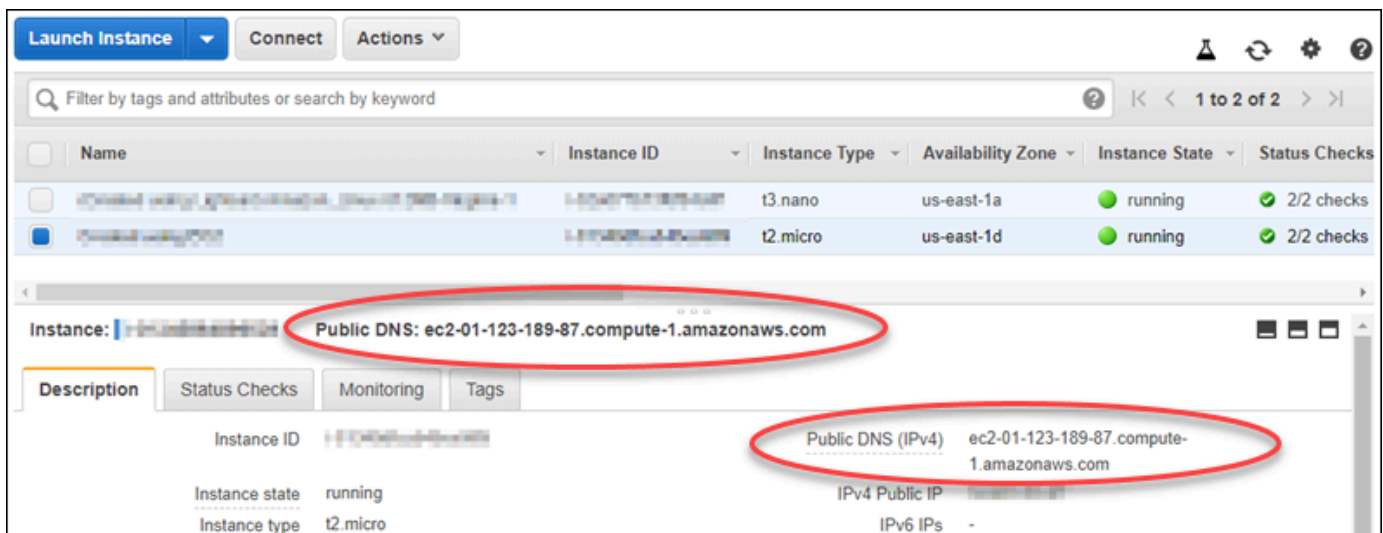 Launch Instance Connect Actions
Filter by tags and attributes or search by keyword 1 to 2 of 2
Name Instance ID Instance Type Availability Zone Instance State Status Checks
t3.nano us-east-1a running 2/2 checks
t2.micro us-east-1d running 2/2 checks
Instance: Public DNS: ec2-01-123-189-87.compute-1.amazonaws.com
Description Status Checks Monitoring Tags
Instance ID Public DNS (IPv4) ec2-01-123-189-87.compute-
1.amazonaws.com
Instance state running IPv4 Public IP
Instance type t2.micro IPv6 IPs -